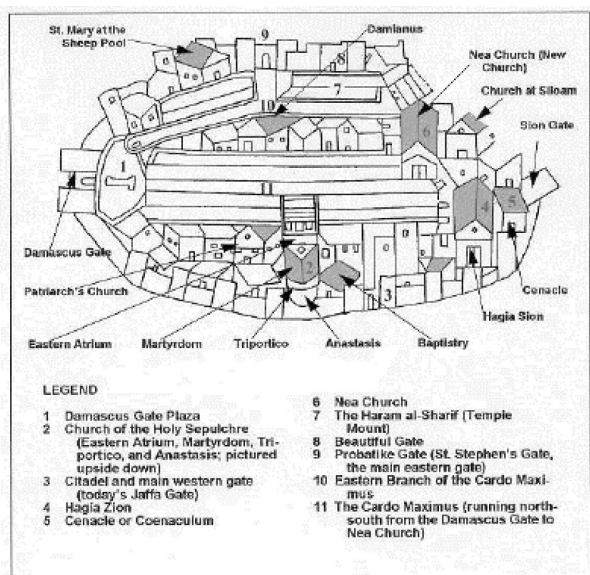 St. Mary at the
Sheep Pool
9
Damianus
8
Nea Church (New
Church)
7
Church at Siloam
10
6
Sion Gate
1
11
4
5
Damascus Gate
2
3
Patriarch's Church
Cenacle
Hagia Sion
Eastern Atrium
Martyrdom
Triportico
Anastasis
Baptistry
LEGEND
1 Damascus Gate Plaza
2 Church of the Holy Sepulchre
(Eastern Atrium, Martyrdom, Tri-
portico, and Anastasis; pictured
upside down)
3 Citadel and main western gate
(today's Jaffa Gate)
4 Hagia Zion
5 Cenacle or Coenaculum
6 Nea Church
7 The Haram al-Sharif (Temple
Mount)
8 Beautiful Gate
9 Probatike Gate (St. Stephen's Gate,
the main eastern gate)
10 Eastern Branch of the Cardo Maxi-
mus
11 The Cardo Maximus (running north-
south from the Damascus Gate to
Nea Church)